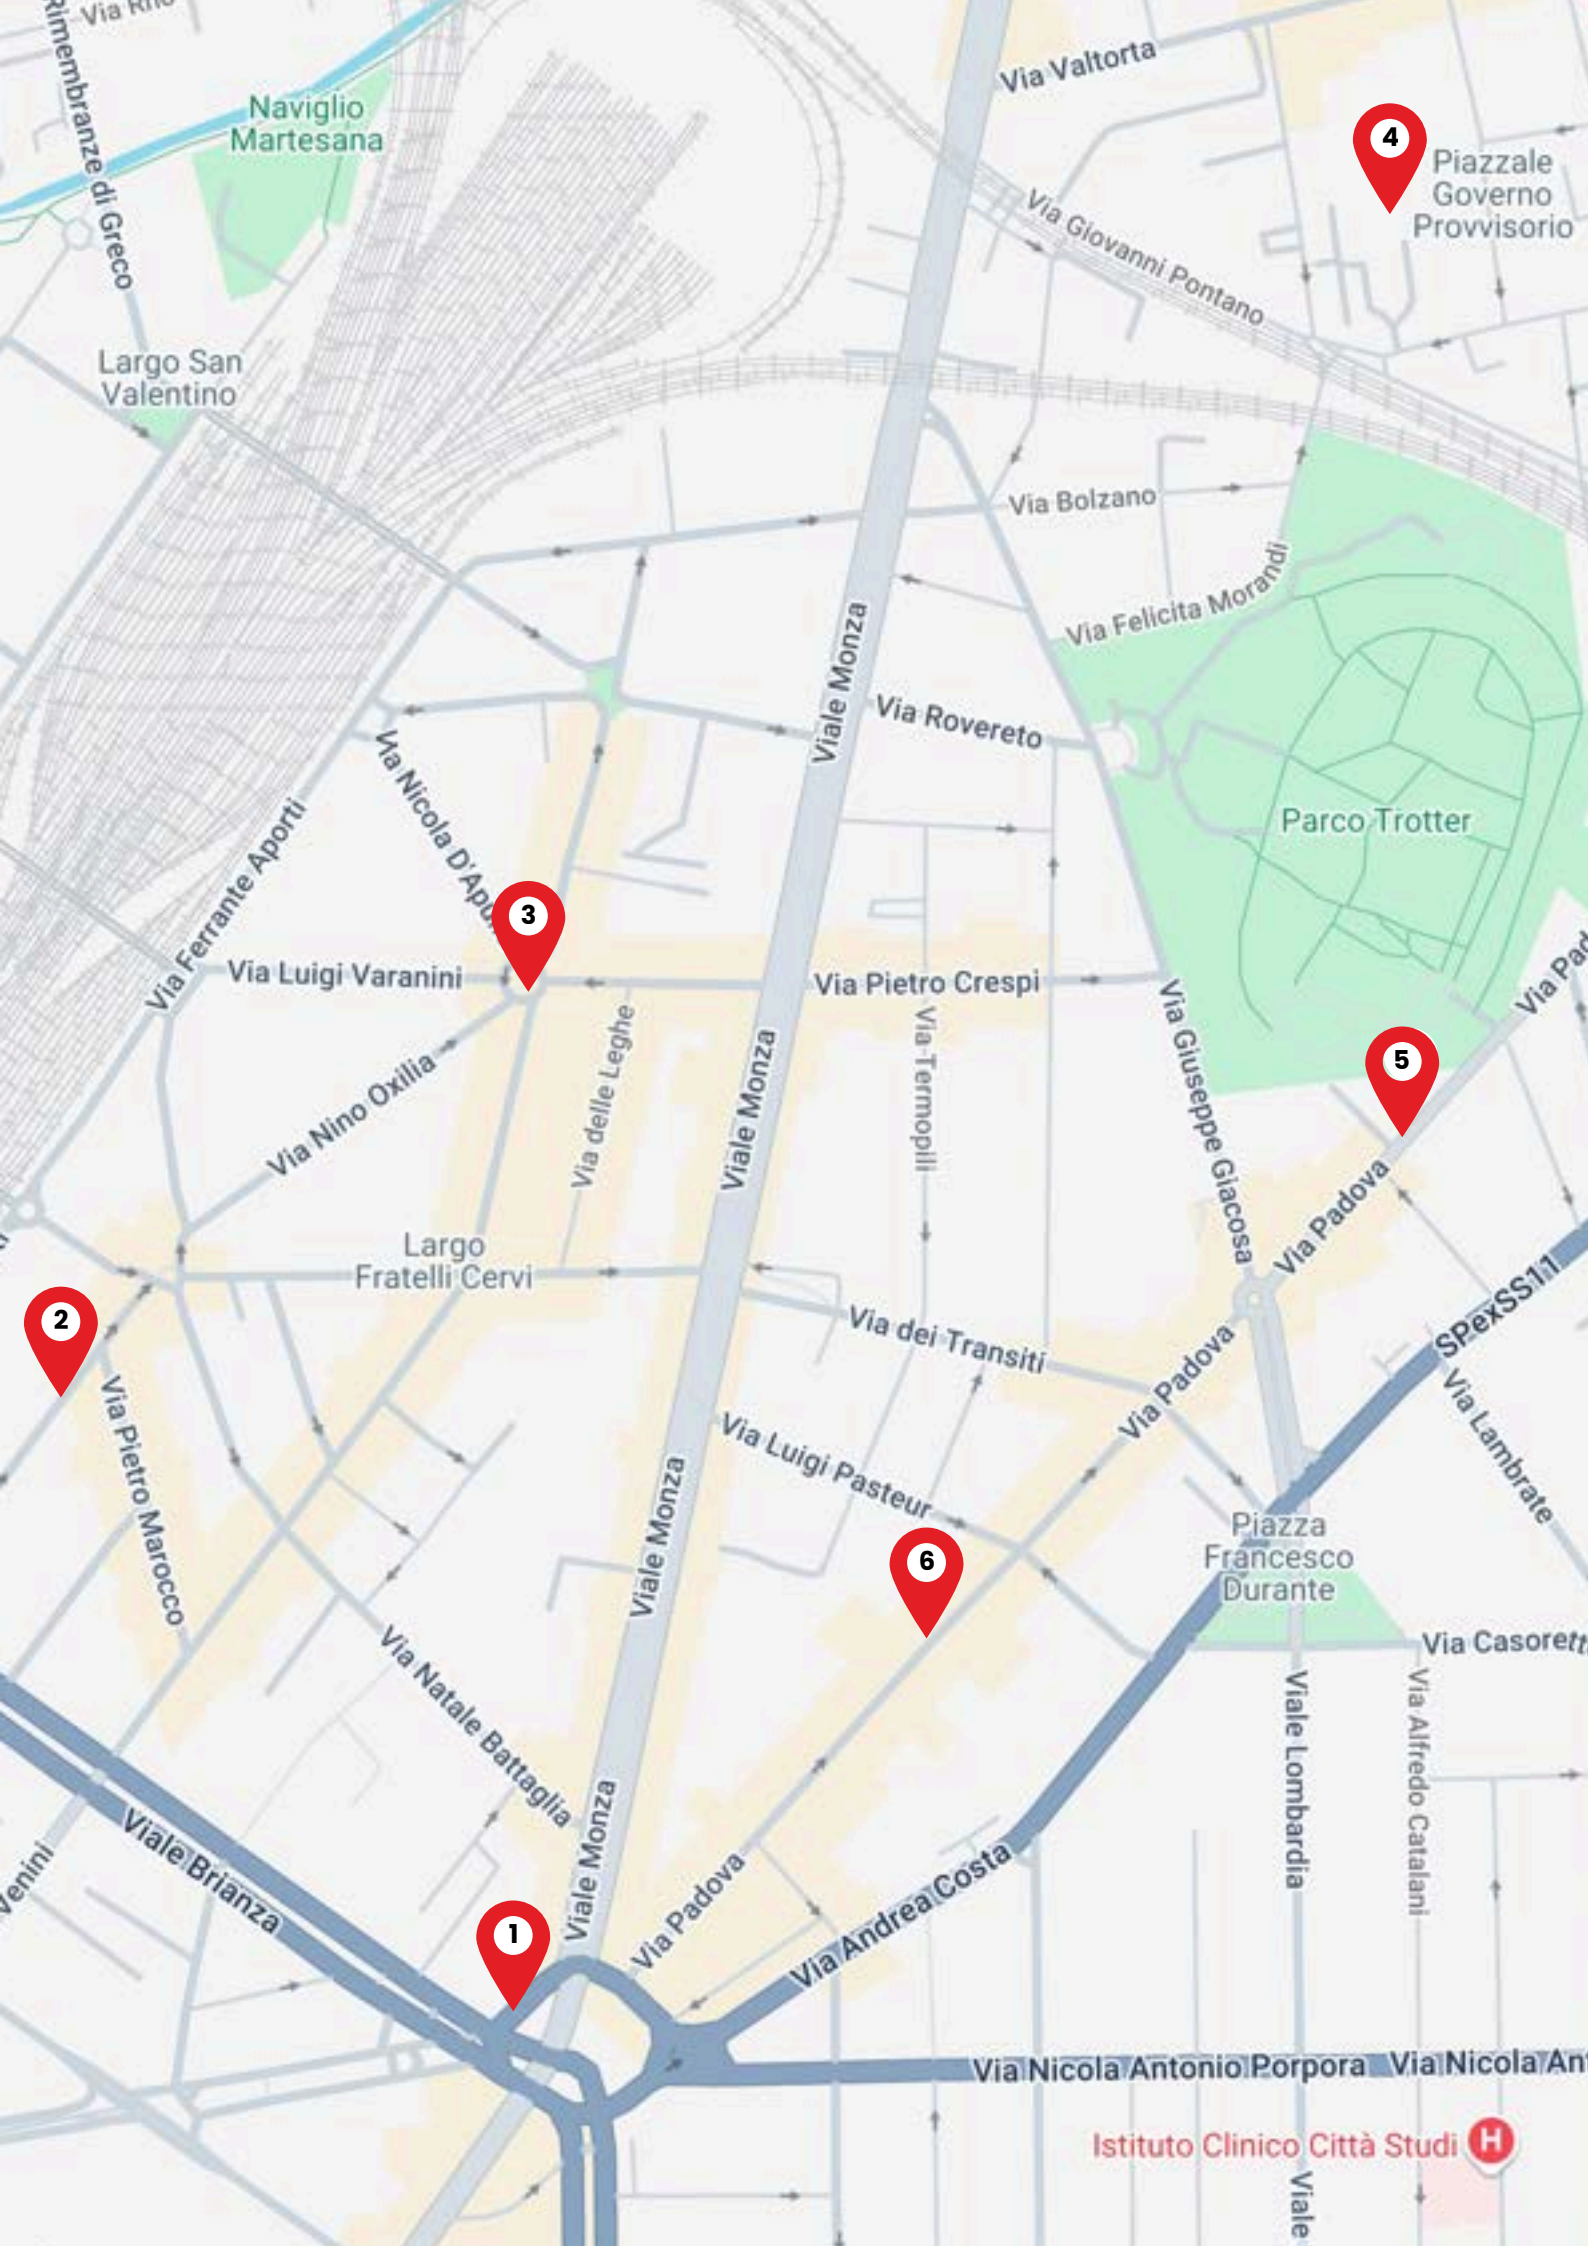 Via Rho
Rimembranze di Greco
Naviglio
Martesana
Via Valtorta
4
Piazzale
Governo
Provvisorio
Via Giovanni Pontano
Largo San
Valentino
Via Bolzano
Via Felicita Morandi
Viale Monza
Via Rovereto
Via Nicola D'Apu
Parco Trotter
Via Ferrante Aporti
3
Via Luigi Varanini
Via Pietro Crespi
Via Pad
Via Giuseppe Giacosa
Via Termopili
Via delle Leghe
Viale Monza
Via Nino Oxilia
5
Via Padova
Largo
Fratelli Cervi
SPexSS11
2
Via dei Transiti
Via Padova
Via Pietro Marocco
Via Luigi Pasteur
Via Lambrate
Viale Monza
6
Piazza
Francesco
Durante
Via Natale Battaglia
Via Casorett
Viale Lombardia
Via Alfredo Catalani
Viale Monza
Viale Brianza
Venini
Via Padova
Via Andrea Costa
1
Via Nicola Antonio Porpora
Via Nicola Ant
Istituto Clinico Città Studi
H
Viale